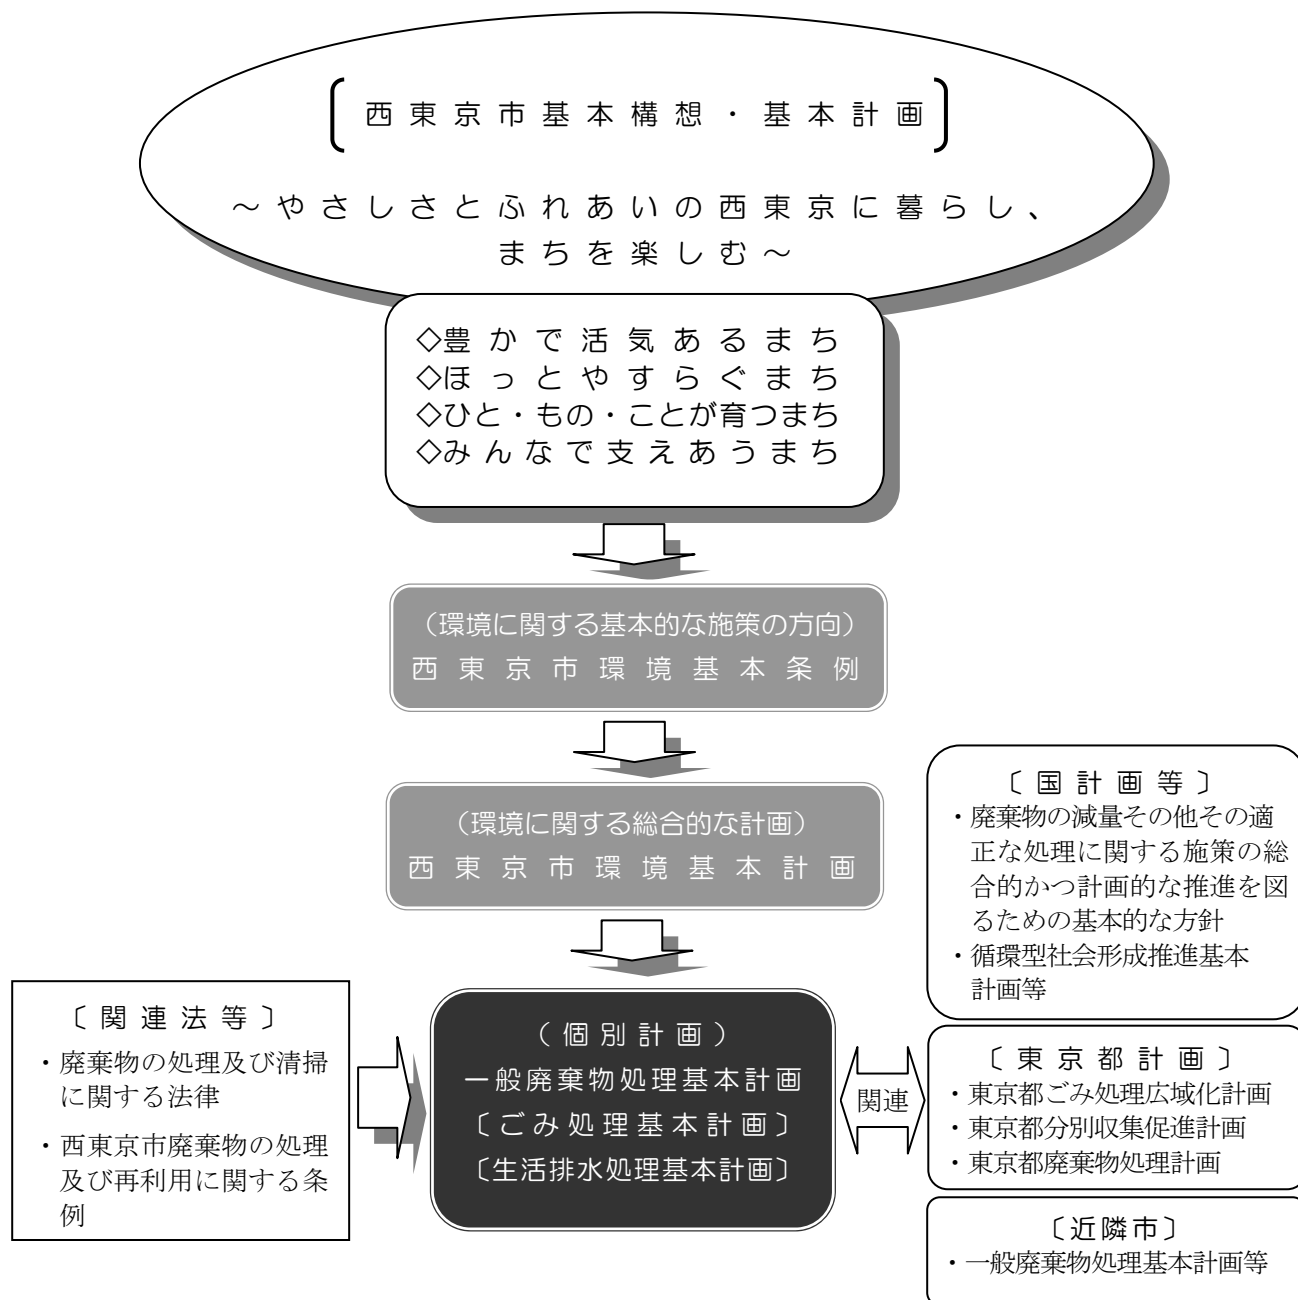 西東京市基本構想・基本計画
～やさしさとふれあいの西東京に暮らし、
まちを楽しむ～
◇豊かで活気あるまち
◇ほっとやすらぐまち
◇ひと・もの・ことが育つまち
◇みんなで支えあうまち
（環境に関する基本的な施策の方向）
西東京市環境基本条例
（環境に関する総合的な計画）
西東京市環境基本計画
〔関連法等〕
・廃棄物の処理及び清掃
に関する法律
・西東京市廃棄物の処理
及び再利用に関する条
例
（個別計画）
一般廃棄物処理基本計画
〔ごみ処理基本計画〕
〔生活排水処理基本計画〕
関連
〔国計画等〕
・廃棄物の減量その他その適
正な処理に関する施策の総
合的かつ計画的な推進を図
るための基本的な方針
・循環型社会形成推進基本
計画等
〔東京都計画〕
・東京都ごみ処理広域化計画
・東京都分別収集促進計画
・東京都廃棄物処理計画
〔近隣市〕
・一般廃棄物処理基本計画等